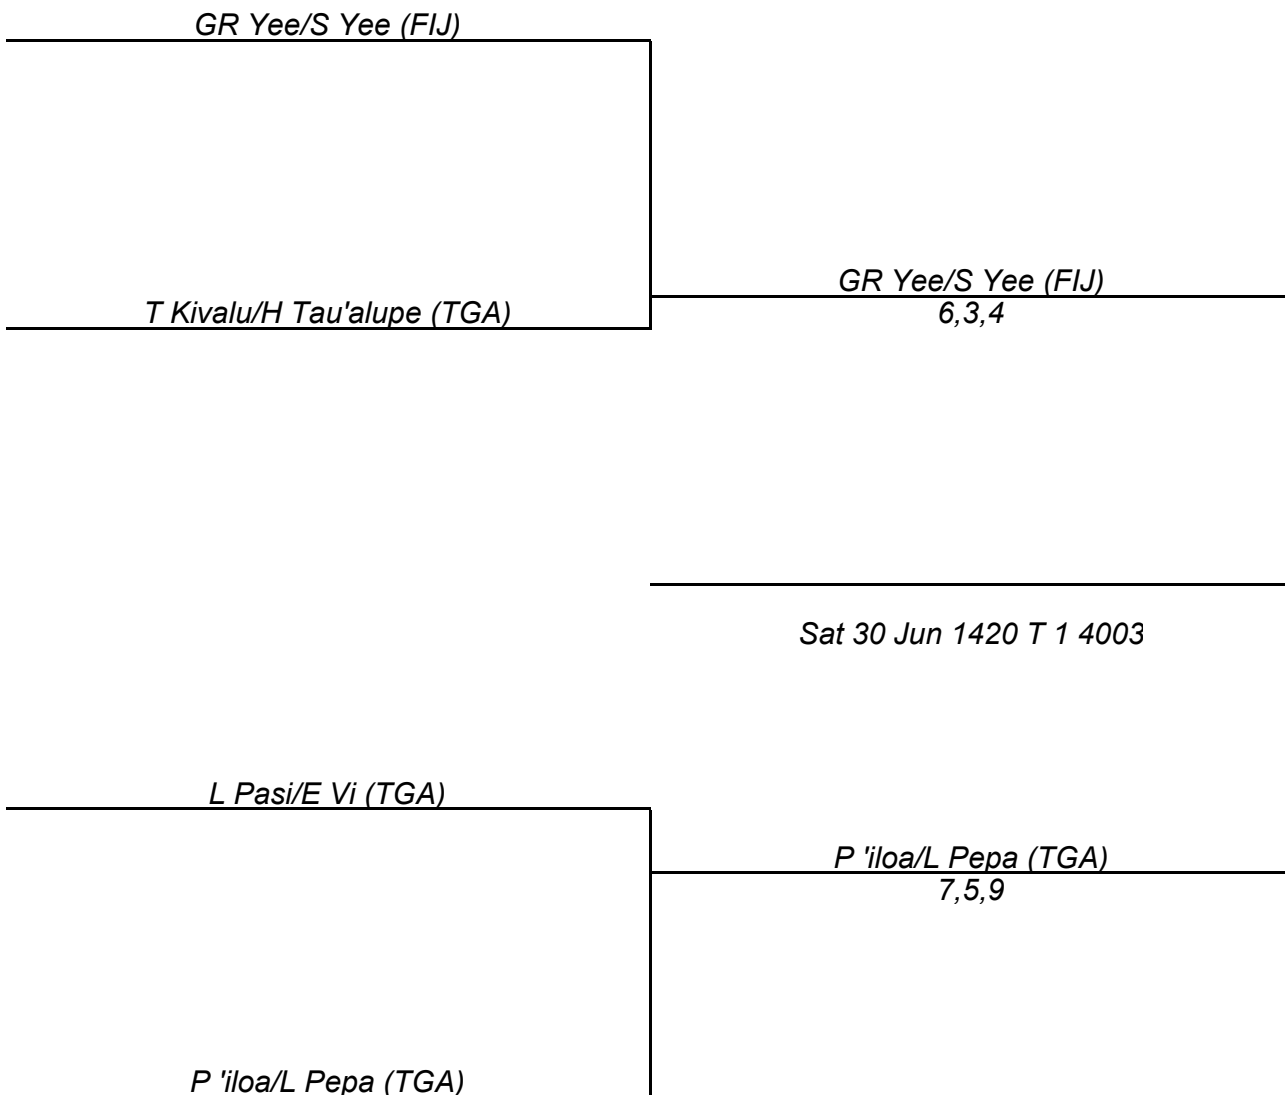 GR Yee/S Yee (FIJ)
GR Yee/S Yee (FIJ)
T Kivalu/H Tau'alupe (TGA)
6,3,4
Sat 30 Jun 1420 T 1 4003
L Pasi/E Vi (TGA)
P 'iloa/L Pepa (TGA)
7,5,9
P 'iloa/L Pepa (TGA)